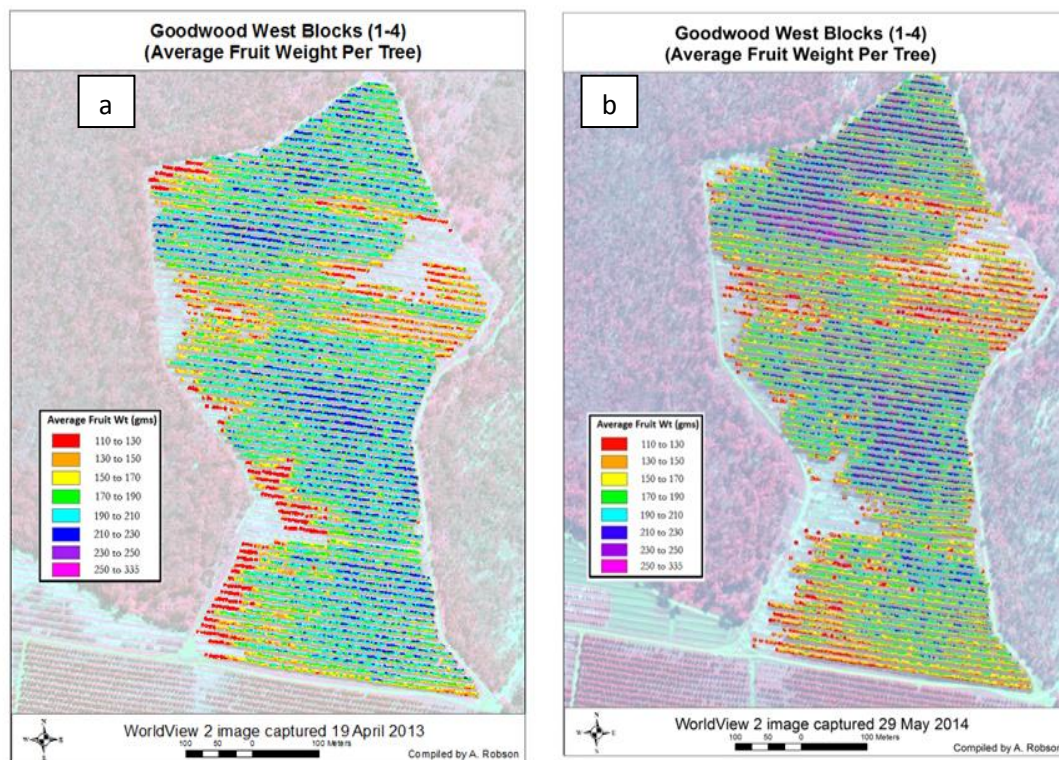 Goodwood West Blocks (1-4)
(Average Fruit Weight Per Tree)
a
Average Fruit Wt (gms)
110 to 130
130 to 150
150 to 170
170 to 190
190 to 210
210 to 230
230 to 250
250 to 335
WorldView 2 image captured 19 April 2013
N
W E
S
100 50 0 100 Meters
Compiled by A. Robson
Goodwood West Blocks (1-4)
(Average Fruit Weight Per Tree)
b
Average Fruit Wt (gms)
110 to 130
130 to 150
150 to 170
170 to 190
190 to 210
210 to 230
230 to 250
250 to 335
WorldView 2 image captured 29 May 2014
N
W E
S
100 50 0 100 Meters
Compiled by A. Robson